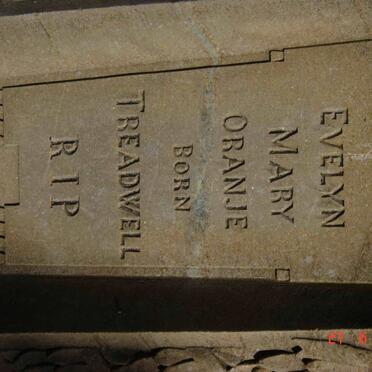 EVELYN
MARY
ORANJE
BORN
TREADWELL
RIP